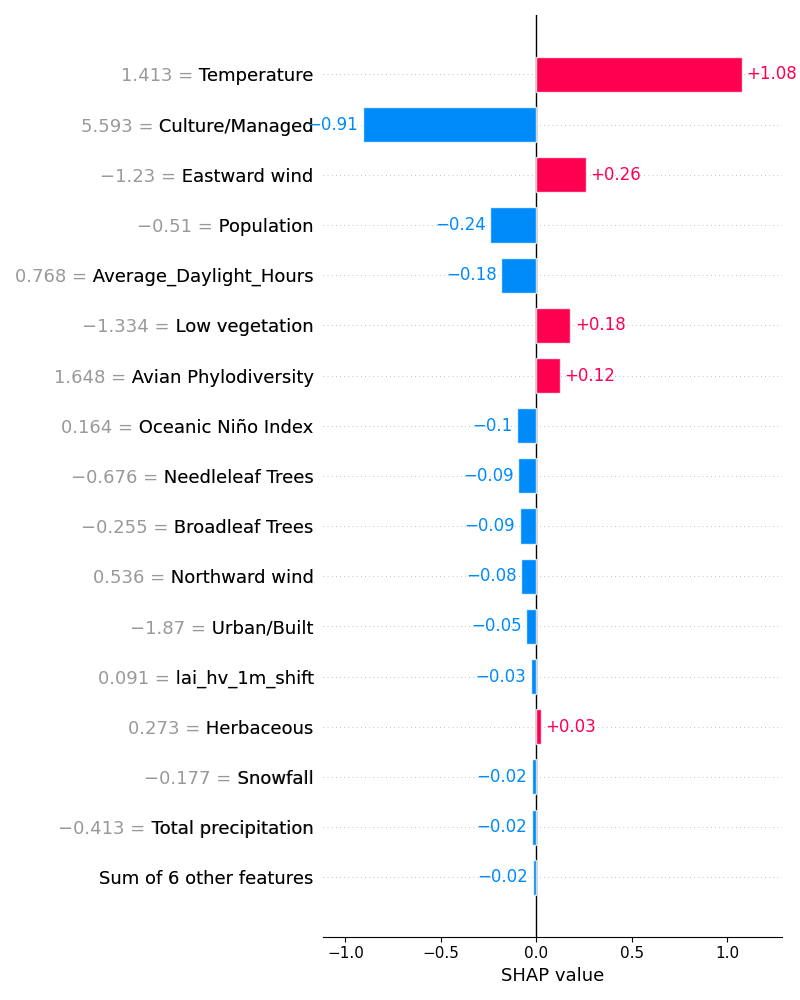 1.413 = Temperature +1.08
5.593 = Culture/Managed −0.91
−1.23 = Eastward wind +0.26
−0.51 = Population −0.24
0.768 = Average_Daylight_Hours −0.18
−1.334 = Low vegetation +0.18
1.648 = Avian Phylodiversity +0.12
0.164 = Oceanic Niño Index −0.1
−0.676 = Needleleaf Trees −0.09
−0.255 = Broadleaf Trees −0.09
0.536 = Northward wind −0.08
−1.87 = Urban/Built −0.05
0.091 = lai_hv_1m_shift −0.03
0.273 = Herbaceous +0.03
−0.177 = Snowfall −0.02
−0.413 = Total precipitation −0.02
Sum of 6 other features −0.02
−1.0 −0.5 0.0 0.5 1.0
SHAP value